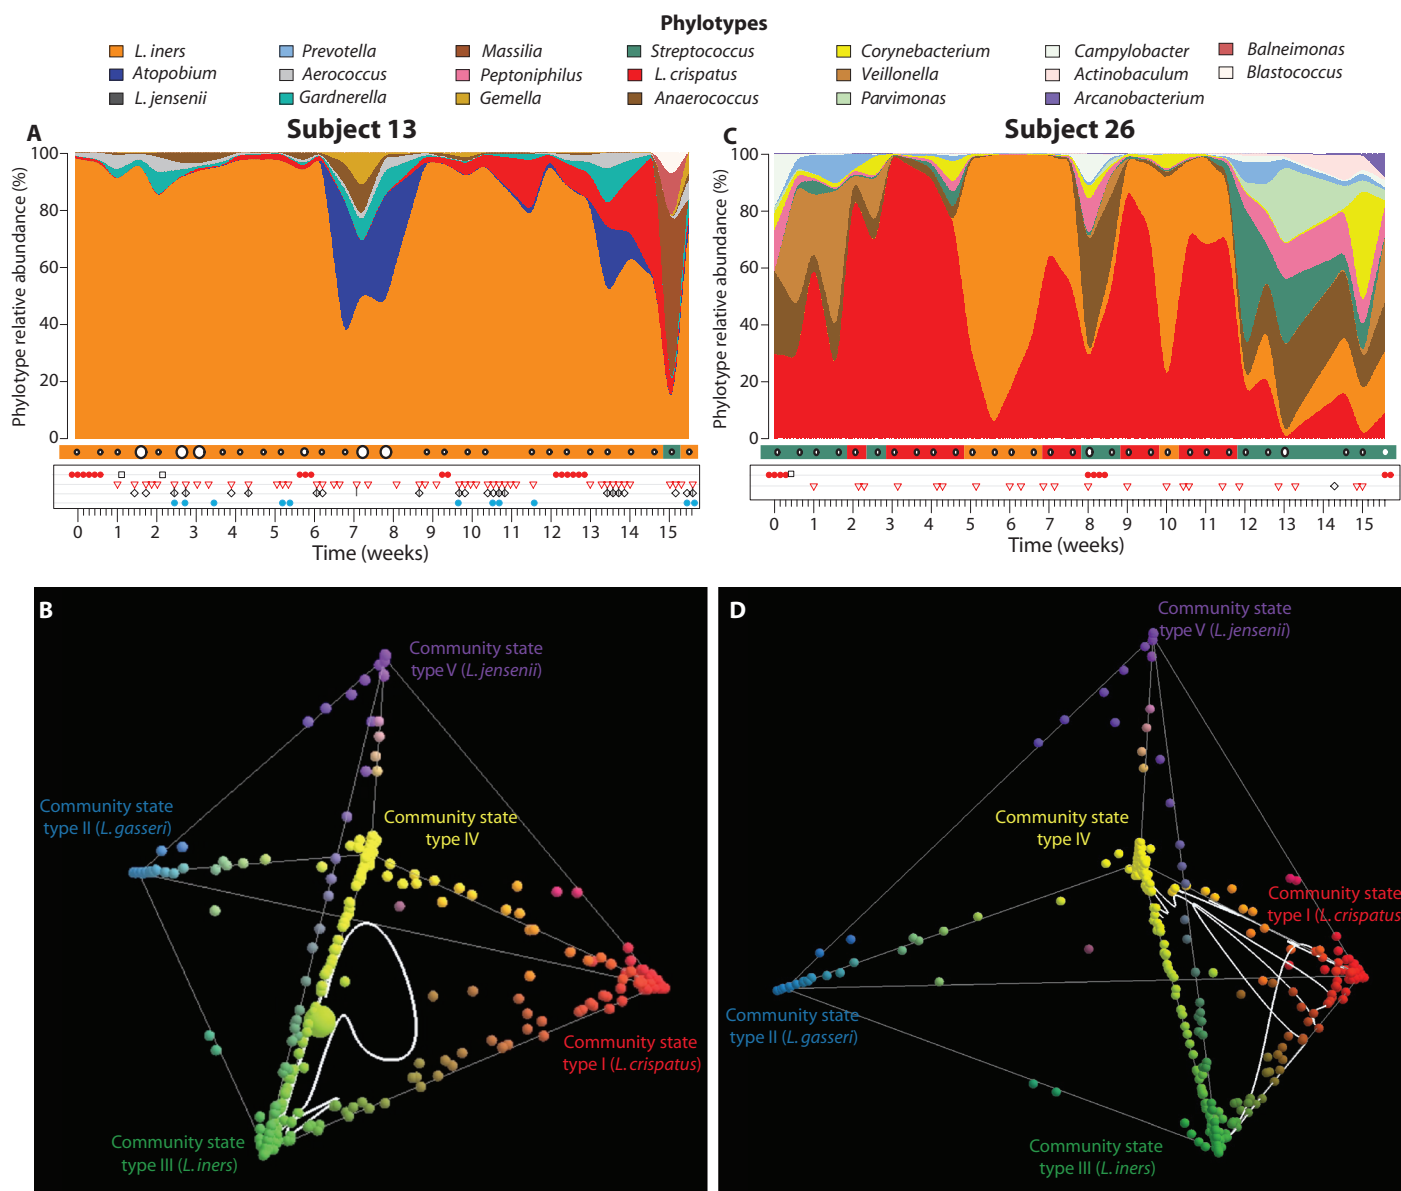 Phylotypes
L. iners
Prevotella
Massilia
Streptococcus
Corynebacterium
Campylobacter
Balneimonas
Atopobium
Aerococcus
Peptoniphilus
L. crispatus
Veillonella
Actinobaculum
Blastococcus
L. jensenii
Gardnerella
Gemella
Anaerococcus
Parvimonas
Arcanobacterium
A
Subject 13
Phylotype relative abundance (%)
100
80
60
40
20
0
0 1 2 3 4 5 6 7 8 9 10 11 12 13 14 15
Time (weeks)
C
Subject 26
Phylotype relative abundance (%)
100
80
60
40
20
0
0 1 2 3 4 5 6 7 8 9 10 11 12 13 14 15
Time (weeks)
B
Community state
type V (L. jensenii)
Community state
type II (L. gasseri)
Community state
type IV
Community state
type I (L. crispatus)
Community state
type III (L. iners)
D
Community state
type V (L. jensenii)
Community state
type IV
Community state
type I (L. crispatus
Community state
type II (L. gasseri)
Community state
type III (L. iners)